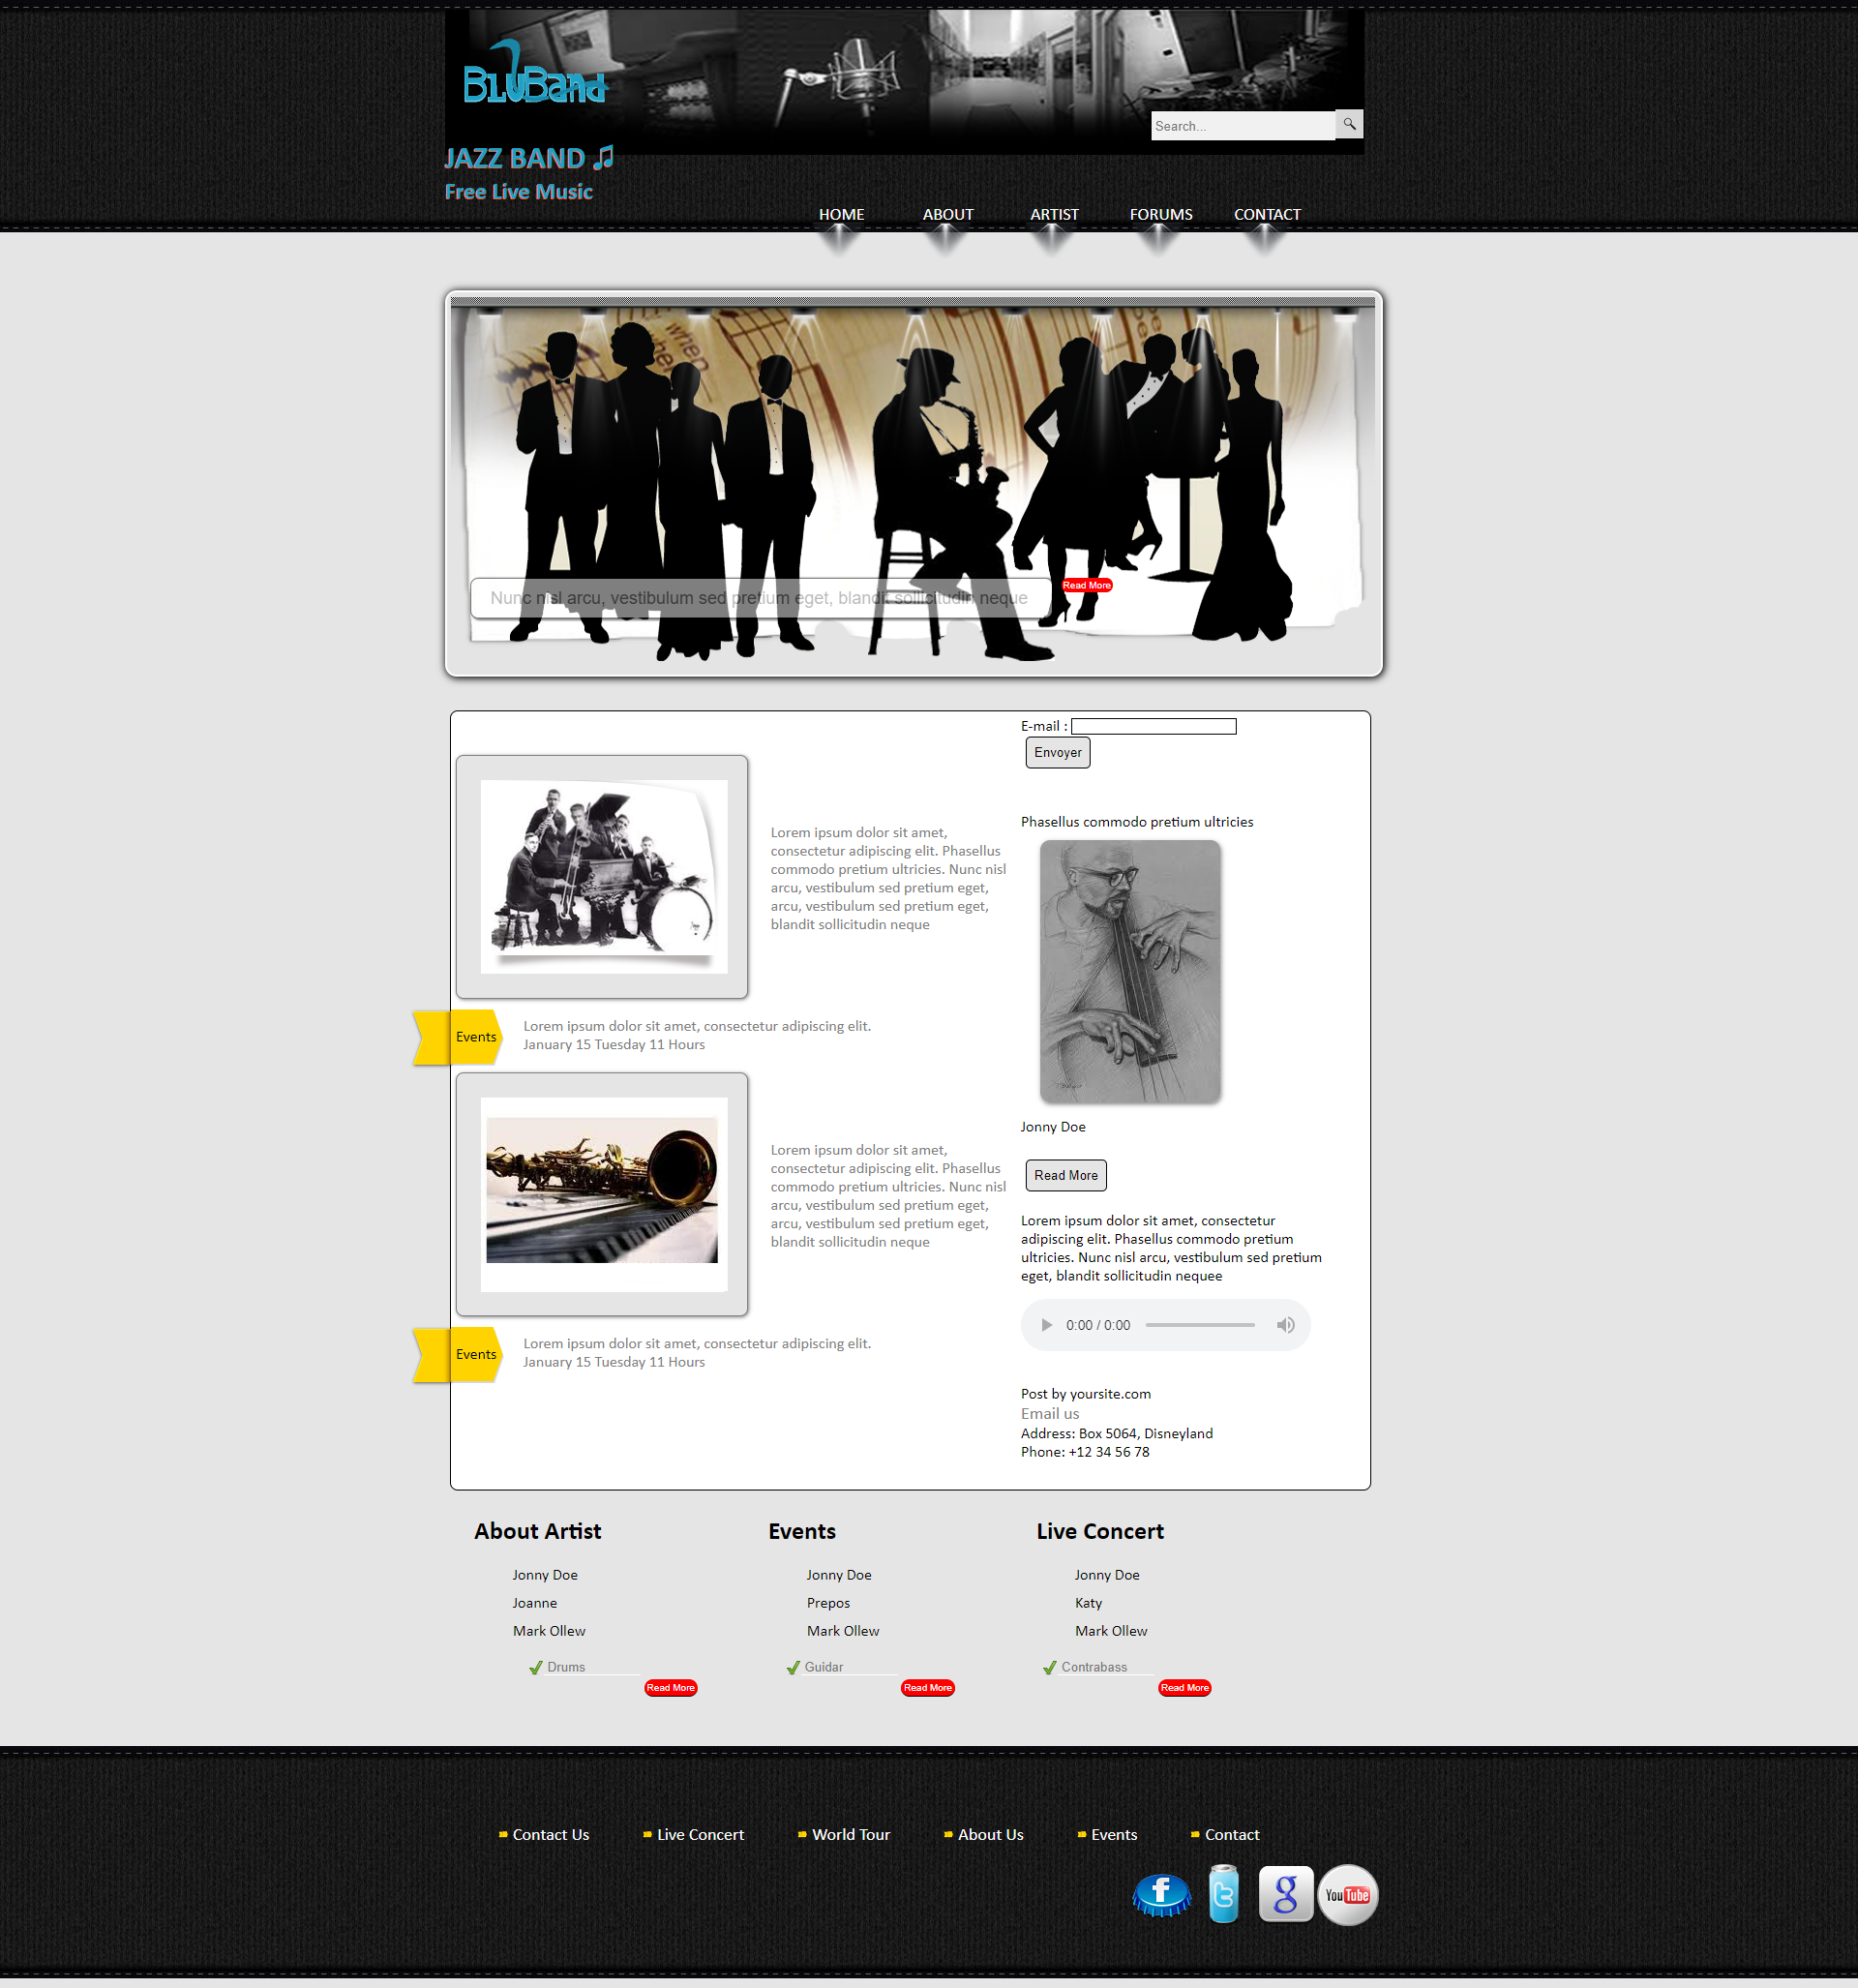 BLUBand
Search...
JAZZ BAND ♫
Free Live Music
HOME ABOUT ARTIST FORUMS CONTACT
when
Nunc nisl arcu, vestibulum sed pretium eget, blandit sollicitudin neque
Read More
E-mail :
Envoyer
Lorem ipsum dolor sit amet,
consectetur adipiscing elit. Phasellus
commodo pretium ultricies. Nunc nisl
arcu, vestibulum sed pretium eget,
arcu, vestibulum sed pretium eget,
blandit sollicitudin neque
Events
Lorem ipsum dolor sit amet, consectetur adipiscing elit.
January 15 Tuesday 11 Hours
Lorem ipsum dolor sit amet,
consectetur adipiscing elit. Phasellus
commodo pretium ultricies. Nunc nisl
arcu, vestibulum sed pretium eget,
arcu, vestibulum sed pretium eget,
blandit sollicitudin neque
Events
Lorem ipsum dolor sit amet, consectetur adipiscing elit.
January 15 Tuesday 11 Hours
Phasellus commodo pretium ultricies
Jonny Doe
Read More
Lorem ipsum dolor sit amet, consectetur
adipiscing elit. Phasellus commodo pretium
ultricies. Nunc nisl arcu, vestibulum sed pretium
eget, blandit sollicitudin nequee
0:00 / 0:00
Post by yoursite.com
Email us
Address: Box 5064, Disneyland
Phone: +12 34 56 78
About Artist
Jonny Doe
Joanne
Mark Ollew
Drums
Read More
Events
Jonny Doe
Prepos
Mark Ollew
Guidar
Read More
Live Concert
Jonny Doe
Katy
Mark Ollew
Contrabass
Read More
Contact Us Live Concert World Tour About Us Events Contact
f t g YouTube